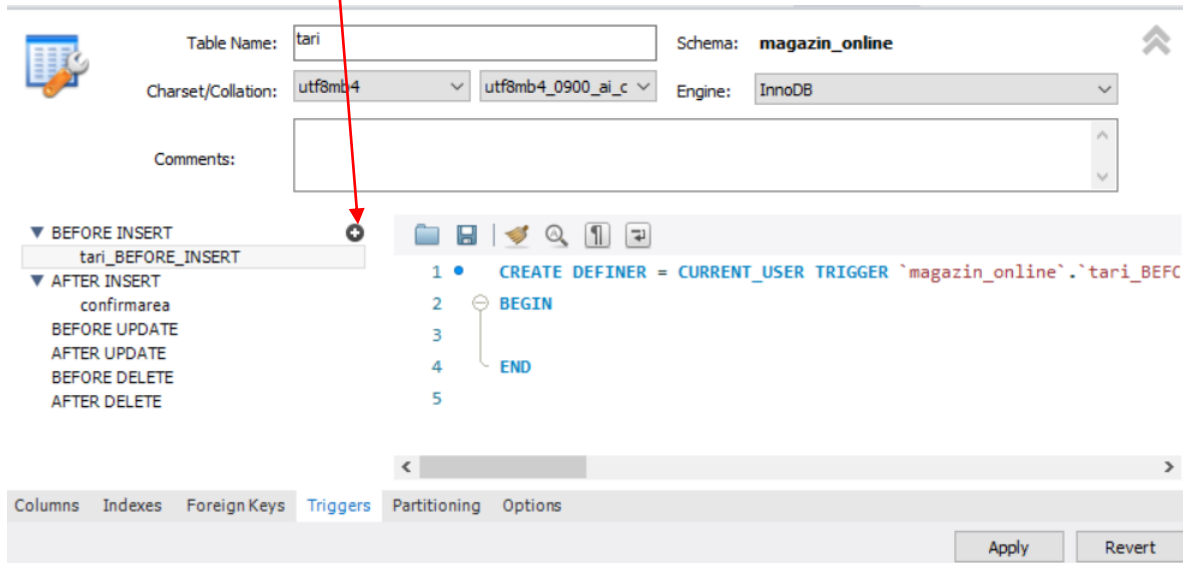 Table Name: tari Schema: magazin_online
Charset/Collation: utf8mb4 utf8mb4_0900_ai_c Engine: InnoDB
Comments:
BEFORE INSERT
tari_BEFORE_INSERT
AFTER INSERT
confirmarea
BEFORE UPDATE
AFTER UPDATE
BEFORE DELETE
AFTER DELETE
1 CREATE DEFINER = CURRENT_USER TRIGGER `magazin_online`.`tari_BEFC
2 BEGIN
3
4 END
5
Columns Indexes Foreign Keys Triggers Partitioning Options
Apply Revert